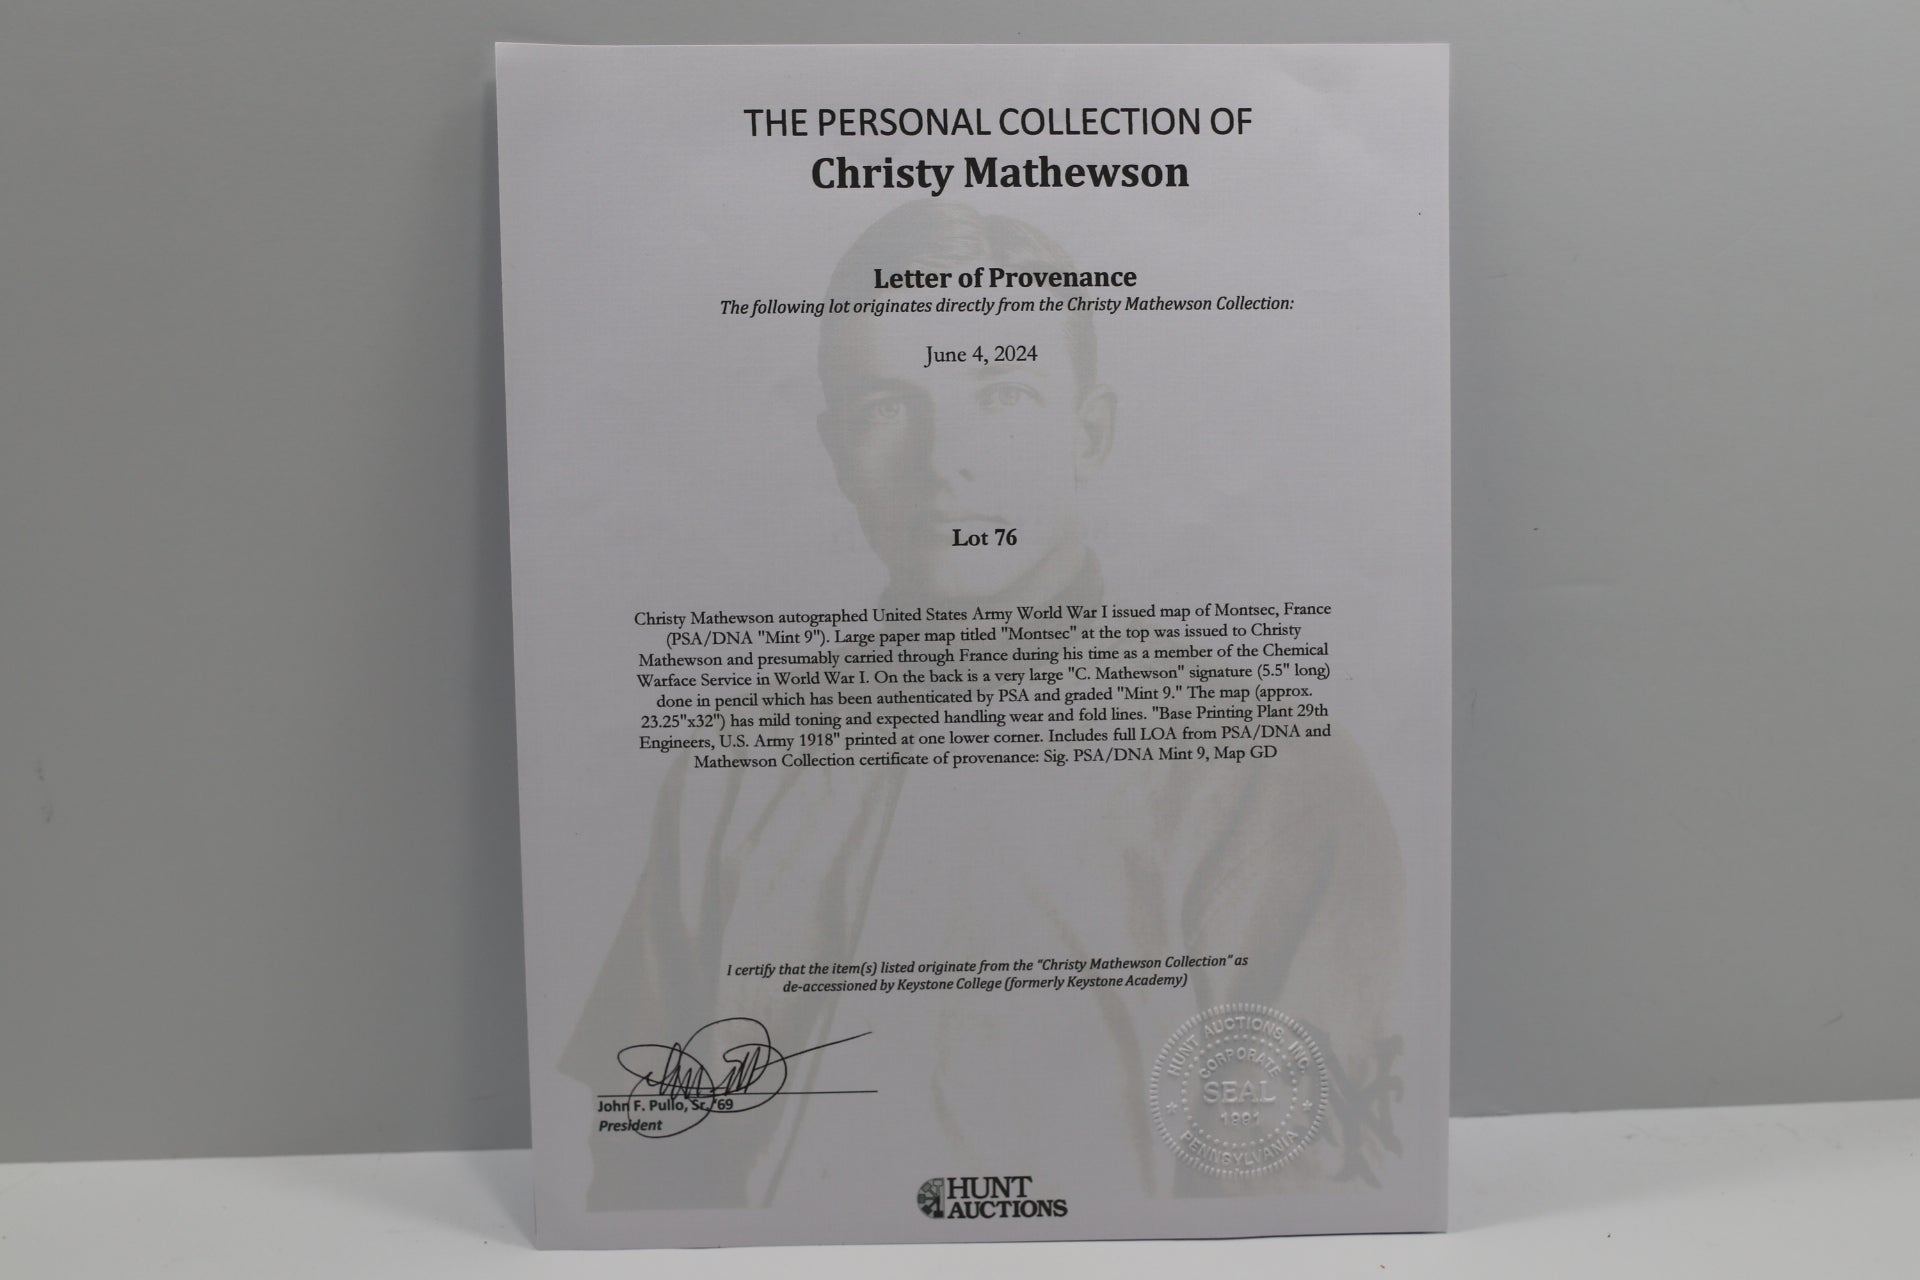 THE PERSONAL COLLECTION OF
Christy Mathewson
Letter of Provenance
The following lot originates directly from the Christy Mathewson Collection:
June 4, 2024
Lot 76
Christy Mathewson autographed United States Army World War I issued map of Montsec, France
(PSA/DNA "Mint 9"). Large paper map titled "Montsec" at the top was issued to Christy
Mathewson and presumably carried through France during his time as a member of the Chemical
Warface Service in World War I. On the back is a very large "C. Mathewson" signature (5.5" long)
done in pencil which has been authenticated by PSA and graded "Mint 9." The map (approx.
23.25"x32") has mild toning and expected handling wear and fold lines. "Base Printing Plant 29th
Engineers, U.S. Army 1918" printed at one lower corner. Includes full LOA from PSA/DNA and
Mathewson Collection certificate of provenance: Sig. PSA/DNA Mint 9, Map GD
I certify that the item(s) listed originate from the "Christy Mathewson Collection" as
de-accessioned by Keystone College (formerly Keystone Academy)
John F. Pullo, Sr. '69
President
HUNT AUCTIONS, INC.
CORPORATE
SEAL
1991
PENNSYLVANIA
NY
HUNT
AUCTIONS